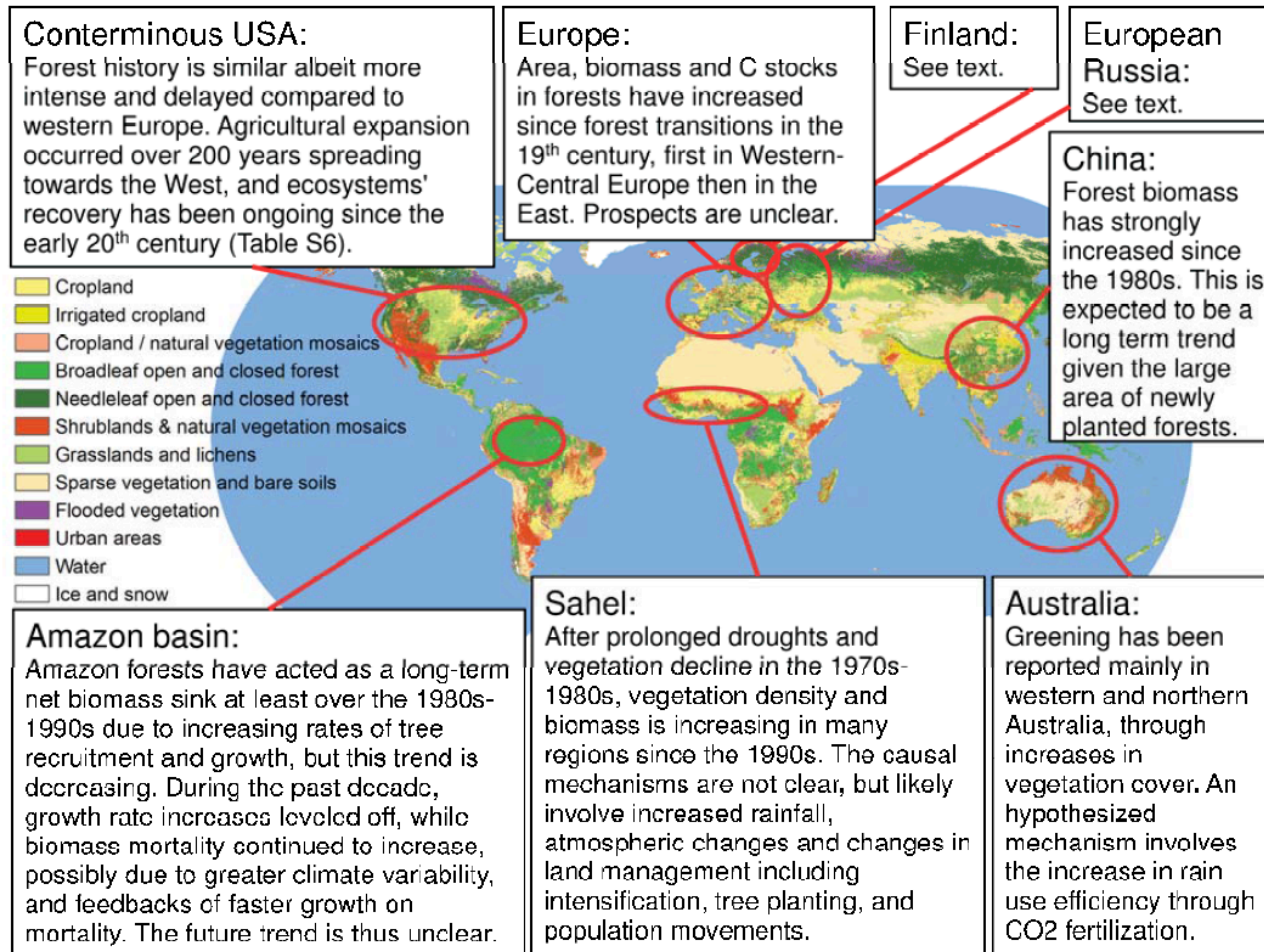 Conterminous USA:
Forest history is similar albeit more
intense and delayed compared to
western Europe. Agricultural expansion
occurred over 200 years spreading
towards the West, and ecosystems'
recovery has been ongoing since the
early 20th century (Table S6).
Europe:
Area, biomass and C stocks
in forests have increased
since forest transitions in the
19th century, first in Western-
Central Europe then in the
East. Prospects are unclear.
Finland:
See text.
European
Russia:
See text.
China:
Forest biomass
has strongly
increased since
the 1980s. This is
expected to be a
long term trend
given the large
area of newly
planted forests.
Cropland
Irrigated cropland
Cropland / natural vegetation mosaics
Broadleaf open and closed forest
Needleleaf open and closed forest
Shrublands & natural vegetation mosaics
Grasslands and lichens
Sparse vegetation and bare soils
Flooded vegetation
Urban areas
Water
Ice and snow
Amazon basin:
Amazon forests have acted as a long-term
net biomass sink at least over the 1980s-
1990s due to increasing rates of tree
recruitment and growth, but this trend is
decreasing. During the past decade,
growth rate increases leveled off, while
biomass mortality continued to increase,
possibly due to greater climate variability,
and feedbacks of faster growth on
mortality. The future trend is thus unclear.
Sahel:
After prolonged droughts and
vegetation decline in the 1970s-
1980s, vegetation density and
biomass is increasing in many
regions since the 1990s. The causal
mechanisms are not clear, but likely
involve increased rainfall,
atmospheric changes and changes in
land management including
intensification, tree planting, and
population movements.
Australia:
Greening has been
reported mainly in
western and northern
Australia, through
increases in
vegetation cover. An
hypothesized
mechanism involves
the increase in rain
use efficiency through
CO2 fertilization.